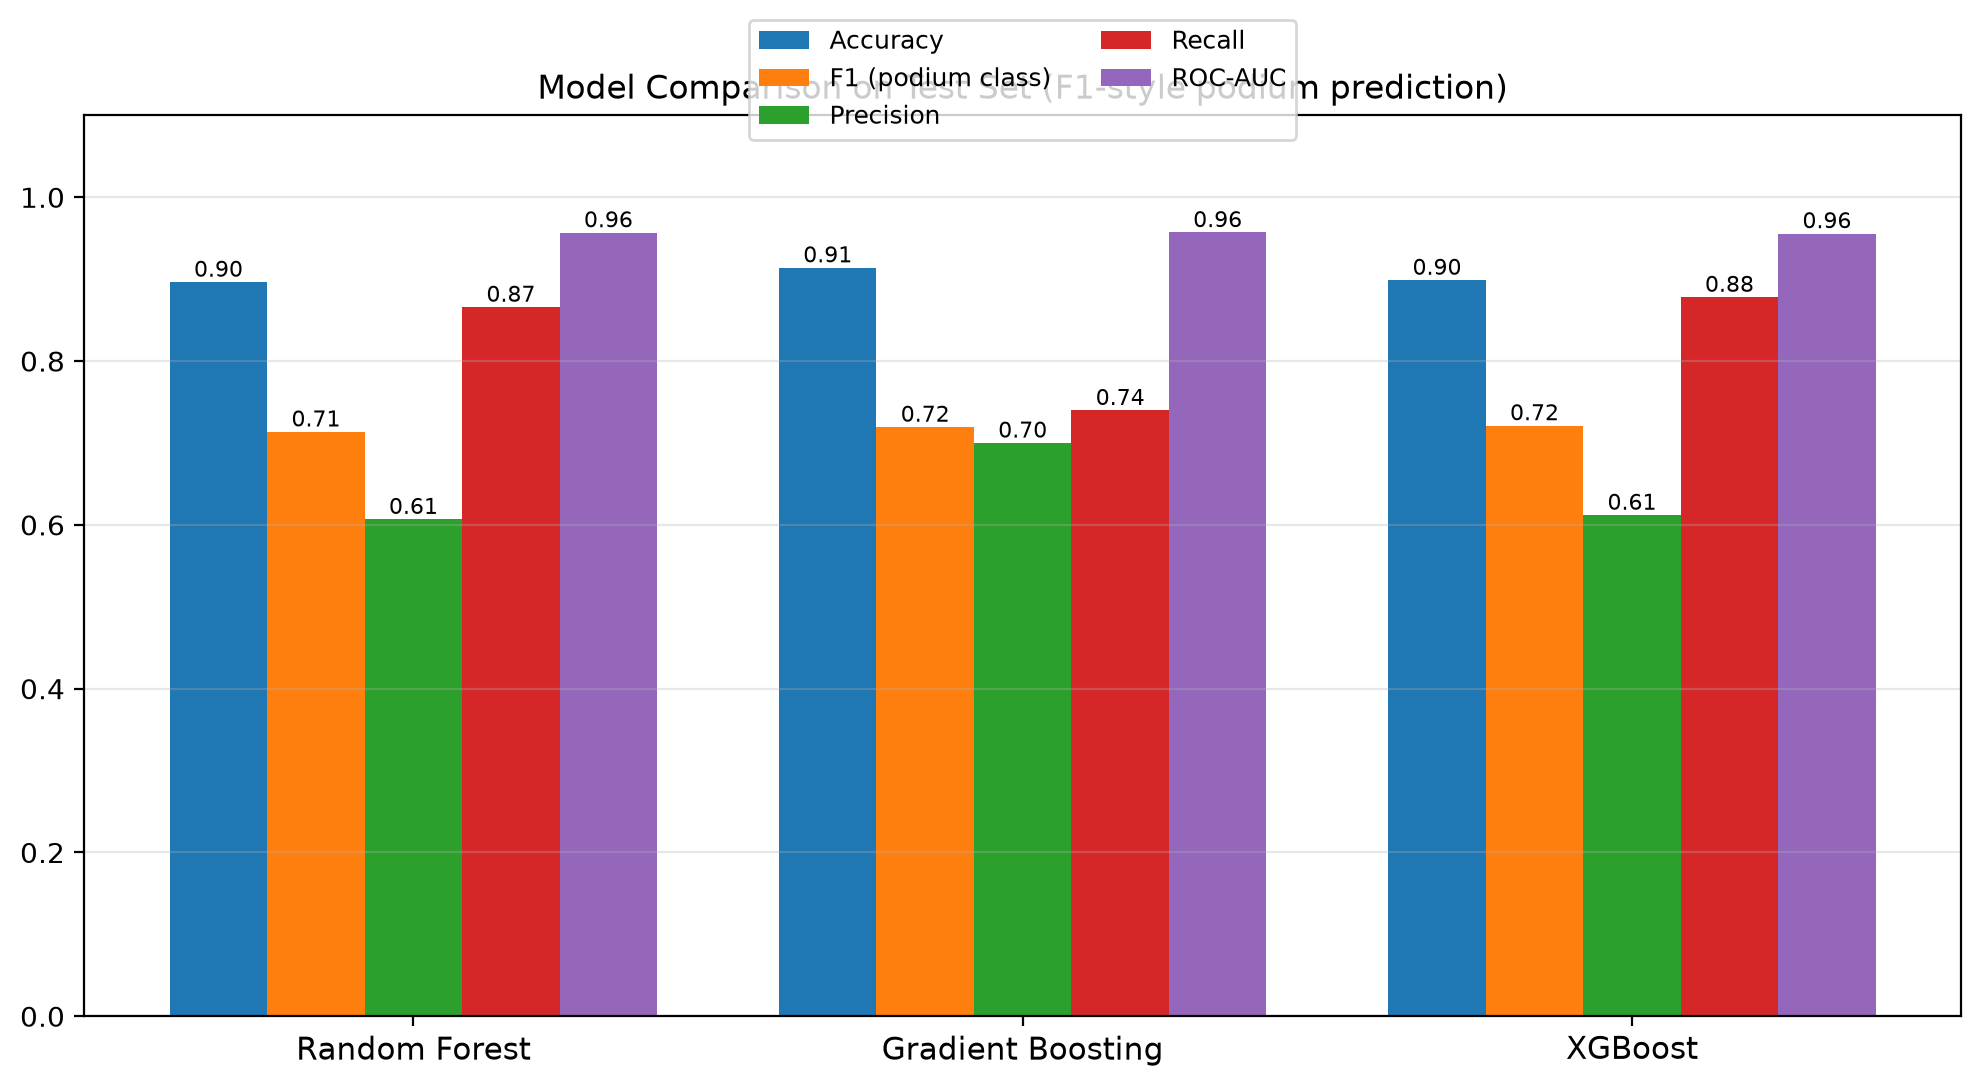 Accuracy
F1 (podium class)
Precision
Recall
ROC-AUC
Model Comparison on Test Set (F1-style podium prediction)
1.0
0.8
0.6
0.4
0.2
0.0
0.90
0.71
0.61
0.87
0.96
0.91
0.72
0.70
0.74
0.96
0.90
0.72
0.61
0.88
0.96
Random Forest
Gradient Boosting
XGBoost